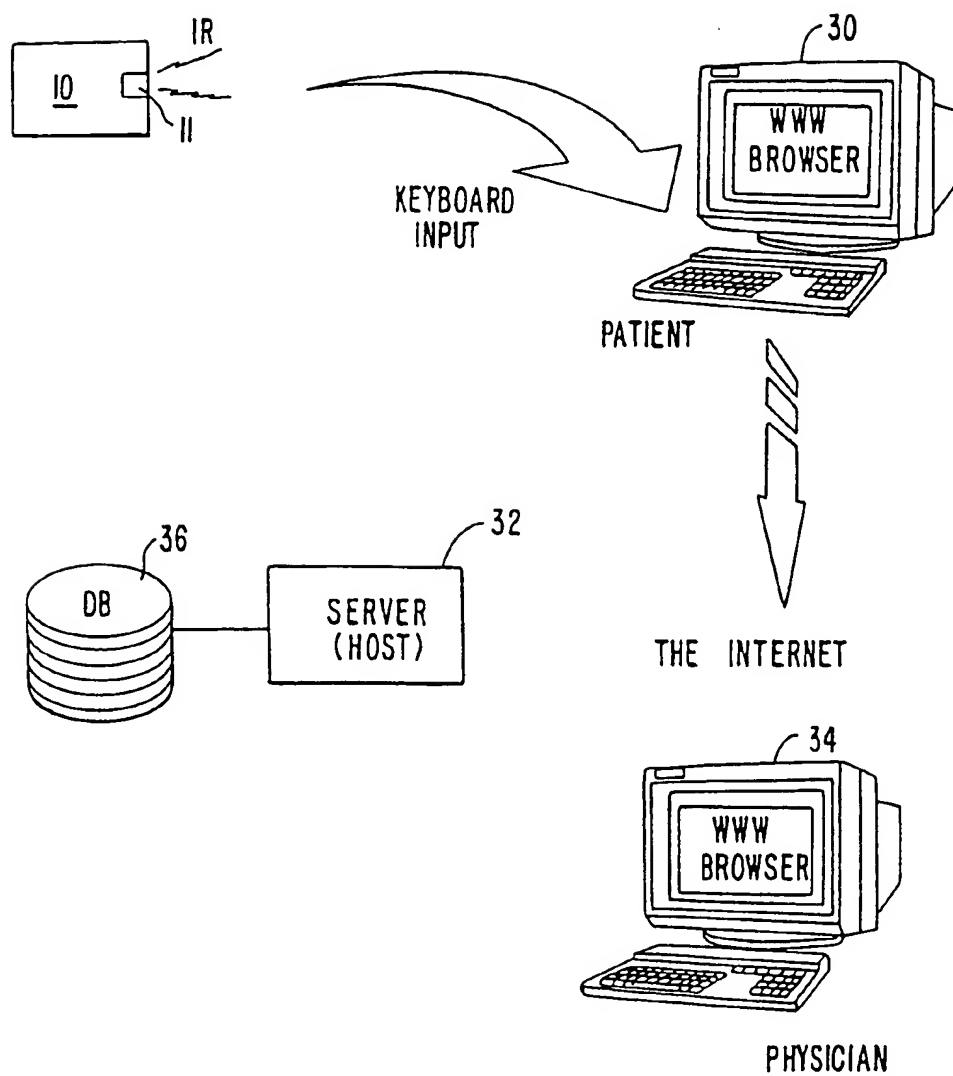 IR
10
11
KEYBOARD
INPUT
30
WWW
BROWSER
PATIENT
36
DB
32
SERVER
(HOST)
THE INTERNET
34
WWW
BROWSER
PHYSICIAN